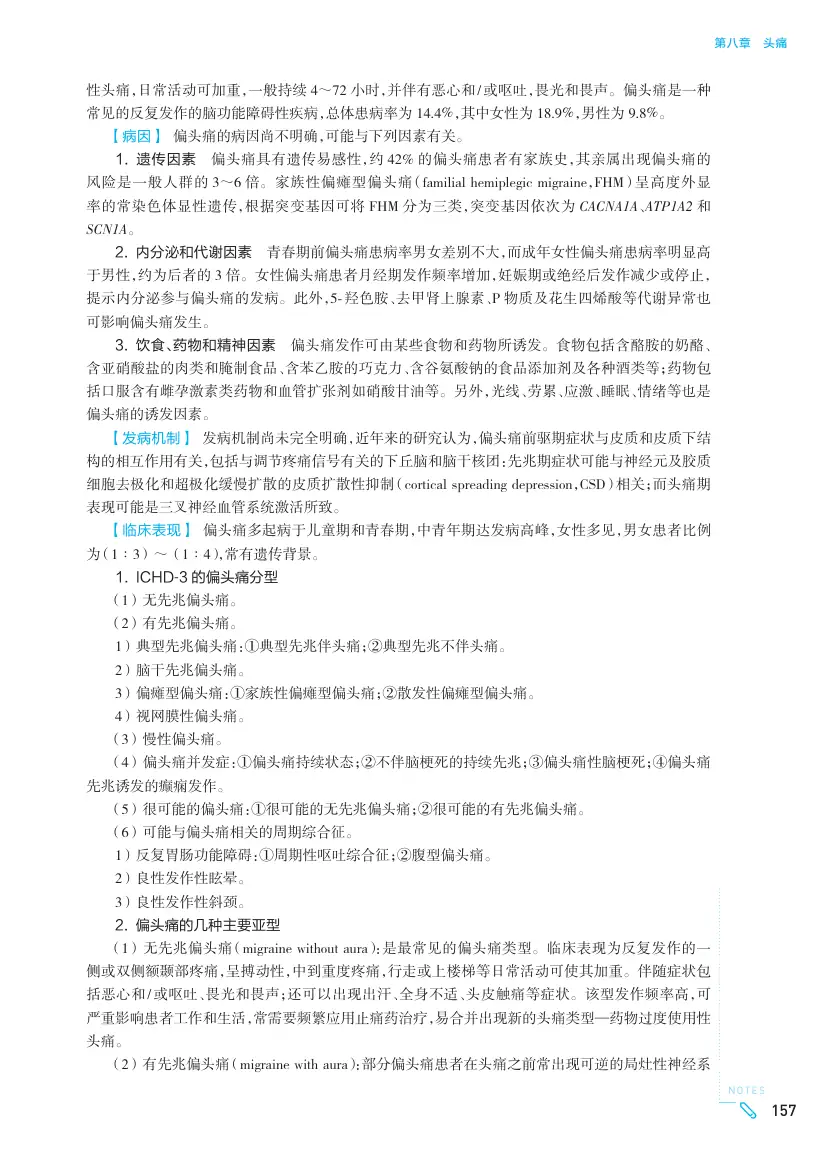 第八章 头痛
性头痛,日常活动可加重,一般持续 4~72 小时,并伴有恶心和/或呕吐,畏光和畏声。偏头痛是一种
常见的反复发作的脑功能障碍性疾病,总体患病率为 14.4%,其中女性为 18.9%,男性为 9.8%。
【病因】 偏头痛的病因尚不明确,可能与下列因素有关。
1. 遗传因素 偏头痛具有遗传易感性,约 42% 的偏头痛患者有家族史,其亲属出现偏头痛的
风险是一般人群的 3~6 倍。家族性偏瘫型偏头痛(familial hemiplegic migraine,FHM)呈高度外显
率的常染色体显性遗传,根据突变基因可将 FHM 分为三类,突变基因依次为 CACNA1A、ATP1A2 和
SCN1A。
2. 内分泌和代谢因素 青春期前偏头痛患病率男女差别不大,而成年女性偏头痛患病率明显高
于男性,约为后者的 3 倍。女性偏头痛患者月经期发作频率增加,妊娠期或绝经后发作减少或停止,
提示内分泌参与偏头痛的发病。此外,5-羟色胺、去甲肾上腺素、P 物质及花生四烯酸等代谢异常也
可影响偏头痛发生。
3. 饮食、药物和精神因素 偏头痛发作可由某些食物和药物所诱发。食物包括含酪胺的奶酪、
含亚硝酸盐的肉类和腌制食品、含苯乙胺的巧克力、含谷氨酸钠的食品添加剂及各种酒类等;药物包
括口服含有雌孕激素类药物和血管扩张剂如硝酸甘油等。另外,光线、劳累、应激、睡眠、情绪等也是
偏头痛的诱发因素。
【发病机制】 发病机制尚未完全明确,近年来的研究认为,偏头痛前驱期症状与皮质和皮质下结
构的相互作用有关,包括与调节疼痛信号有关的下丘脑和脑干核团;先兆期症状可能与神经元及胶质
细胞去极化和超极化缓慢扩散的皮质扩散性抑制(cortical spreading depression,CSD)相关;而头痛期
表现可能是三叉神经血管系统激活所致。
【临床表现】 偏头痛多起病于儿童期和青春期,中青年期达发病高峰,女性多见,男女患者比例
为(1∶3)~(1∶4),常有遗传背景。
1. ICHD-3 的偏头痛分型
(1)无先兆偏头痛。
(2)有先兆偏头痛。
1)典型先兆偏头痛:①典型先兆伴头痛;②典型先兆不伴头痛。
2)脑干先兆偏头痛。
3)偏瘫型偏头痛:①家族性偏瘫型偏头痛;②散发性偏瘫型偏头痛。
4)视网膜性偏头痛。
(3)慢性偏头痛。
(4)偏头痛并发症:①偏头痛持续状态;②不伴脑梗死的持续先兆;③偏头痛性脑梗死;④偏头痛
先兆诱发的癫痫发作。
(5)很可能的偏头痛:①很可能的无先兆偏头痛;②很可能的有先兆偏头痛。
(6)可能与偏头痛相关的周期综合征。
1)反复胃肠功能障碍:①周期性呕吐综合征;②腹型偏头痛。
2)良性发作性眩晕。
3)良性发作性斜颈。
2. 偏头痛的几种主要亚型
(1)无先兆偏头痛(migraine without aura):是最常见的偏头痛类型。临床表现为反复发作的一
侧或双侧额颞部疼痛,呈搏动性,中到重度疼痛,行走或上楼梯等日常活动可使其加重。伴随症状包
括恶心和/或呕吐、畏光和畏声;还可以出现出汗、全身不适、头皮触痛等症状。该型发作频率高,可
严重影响患者工作和生活,常需要频繁应用止痛药治疗,易合并出现新的头痛类型—药物过度使用性
头痛。
(2)有先兆偏头痛(migraine with aura):部分偏头痛患者在头痛之前常出现可逆的局灶性神经系
NOTES
157